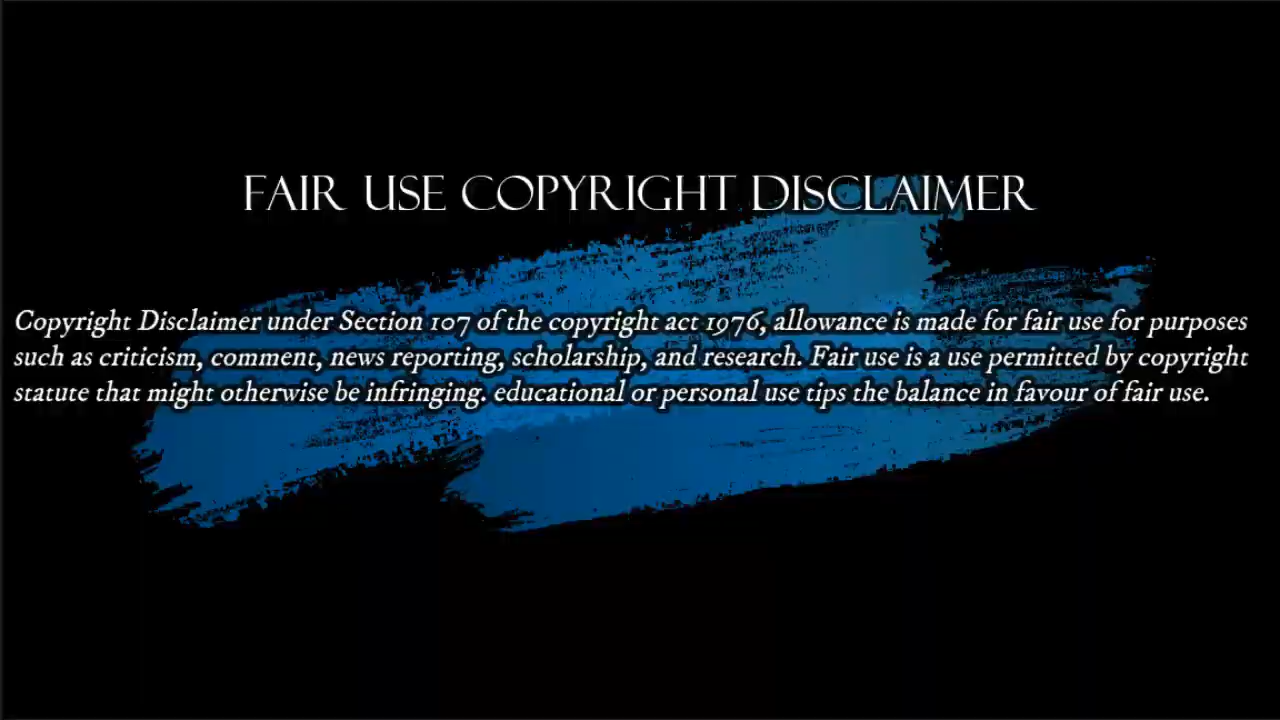 FAIR USE COPYRIGHT DISCLAIMER
Copyright Disclaimer under Section 107 of the copyright act 1976, allowance is made for fair use for purposes
such as criticism, comment, news reporting, scholarship, and research. Fair use is a use permitted by copyright
statute that might otherwise be infringing. educational or personal use tips the balance in favour of fair use.